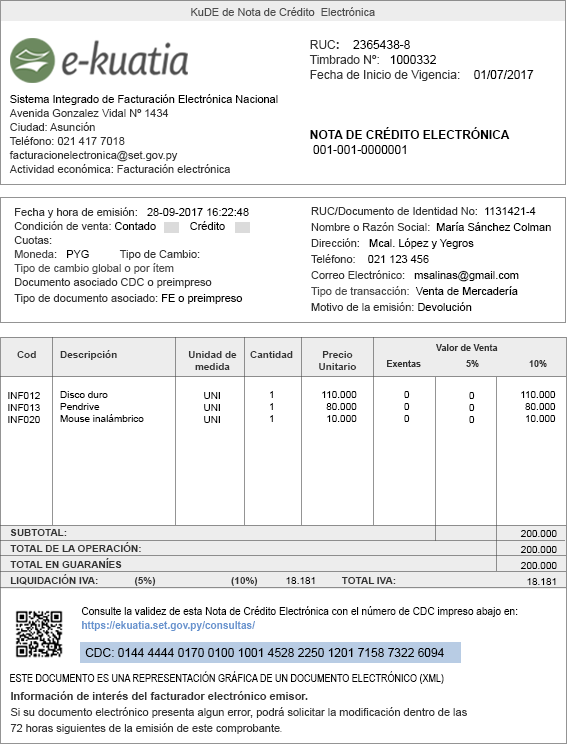 KuDE de Nota de Crédito Electrónica
e-kuatia
RUC: 2365438-8
Timbrado Nº: 1000332
Fecha de Inicio de Vigencia: 01/07/2017
Sistema Integrado de Facturación Electrónica Nacional
Avenida Gonzalez Vidal Nº 1434
Ciudad: Asunción
Teléfono: 021 417 7018
facturacionelectronica@set.gov.py
Actividad económica: Facturación electrónica
NOTA DE CRÉDITO ELECTRÓNICA
001-001-0000001
Fecha y hora de emisión: 28-09-2017 16:22:48
Condición de venta: Contado Crédito
Cuotas:
Moneda: PYG Tipo de Cambio:
Tipo de cambio global o por ítem
Documento asociado CDC o preimpreso
Tipo de documento asociado: FE o preimpreso
RUC/Documento de Identidad No: 1131421-4
Nombre o Razón Social: María Sánchez Colman
Dirección: Mcal. López y Yegros
Teléfono: 021 123 456
Correo Electrónico: msalinas@gmail.com
Tipo de transacción: Venta de Mercadería
Motivo de la emisión: Devolución
Cod Descripción Unidad de medida Cantidad Precio Unitario Valor de Venta
Exentas 5% 10%
INF012 Disco duro UNI 1 110.000 0 0 110.000
INF013 Pendrive UNI 1 80.000 0 0 80.000
INF020 Mouse inalámbrico UNI 1 10.000 0 0 10.000
SUBTOTAL: 200.000
TOTAL DE LA OPERACIÓN: 200.000
TOTAL EN GUARANÍES 200.000
LIQUIDACIÓN IVA: (5%) (10%) 18.181 TOTAL IVA: 18.181
Consulte la validez de esta Nota de Crédito Electrónica con el número de CDC impreso abajo en:
https://ekuatia.set.gov.py/consultas/
CDC: 0144 4444 0170 0100 1001 4528 2250 1201 7158 7322 6094
ESTE DOCUMENTO ES UNA REPRESENTACIÓN GRÁFICA DE UN DOCUMENTO ELECTRÓNICO (XML)
Información de interés del facturador electrónico emisor.
Si su documento electrónico presenta algun error, podrá solicitar la modificación dentro de las
72 horas siguientes de la emisión de este comprobante.